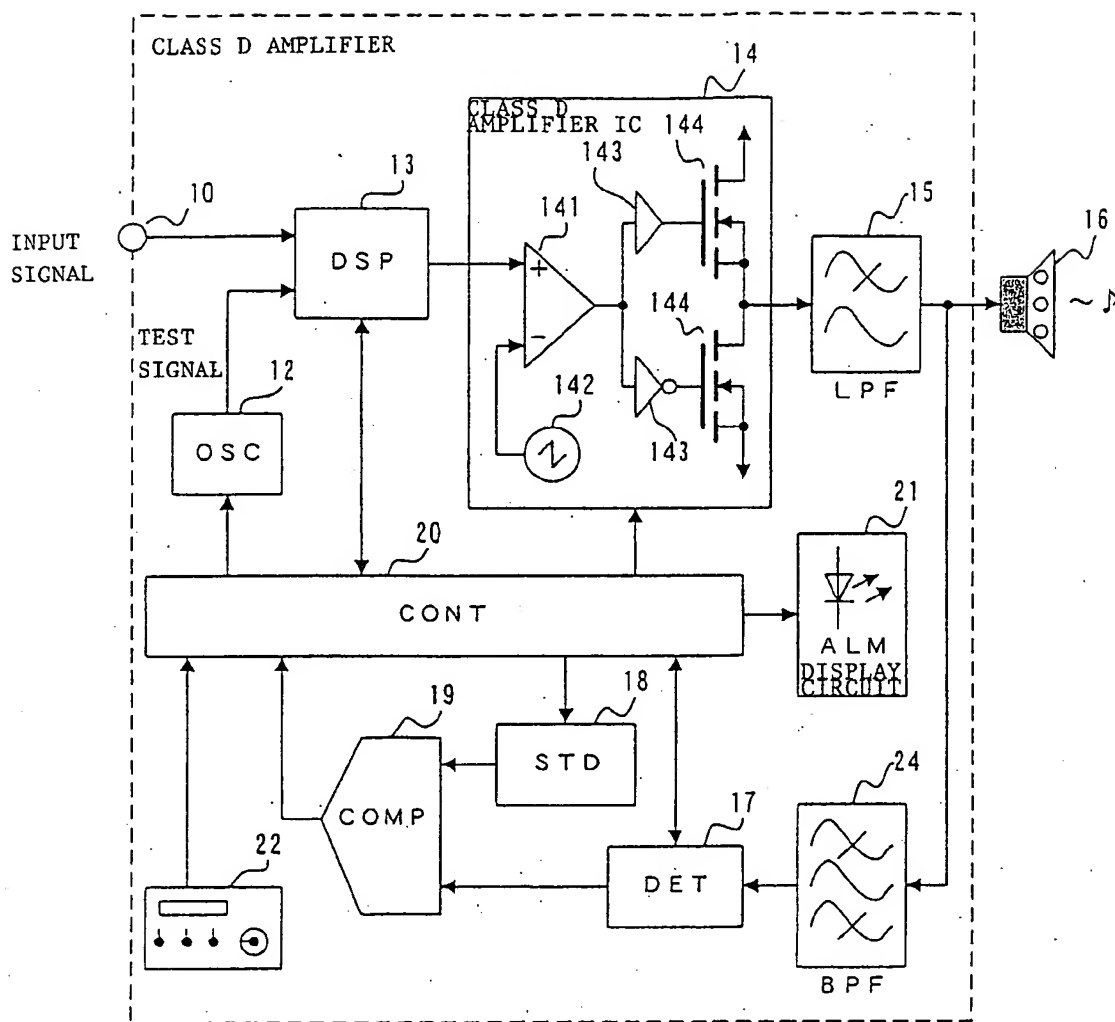 CLASS D AMPLIFIER
14
CLASS D
AMPLIFIER IC
144
143
13
10
141
15
16
INPUT
SIGNAL
DSP
+
144
TEST
SIGNAL
−
LPF
12
142
143
OSC
21
20
CONT
ALM
DISPLAY
CIRCUIT
19
18
STD
24
COMP
17
22
DET
BPF